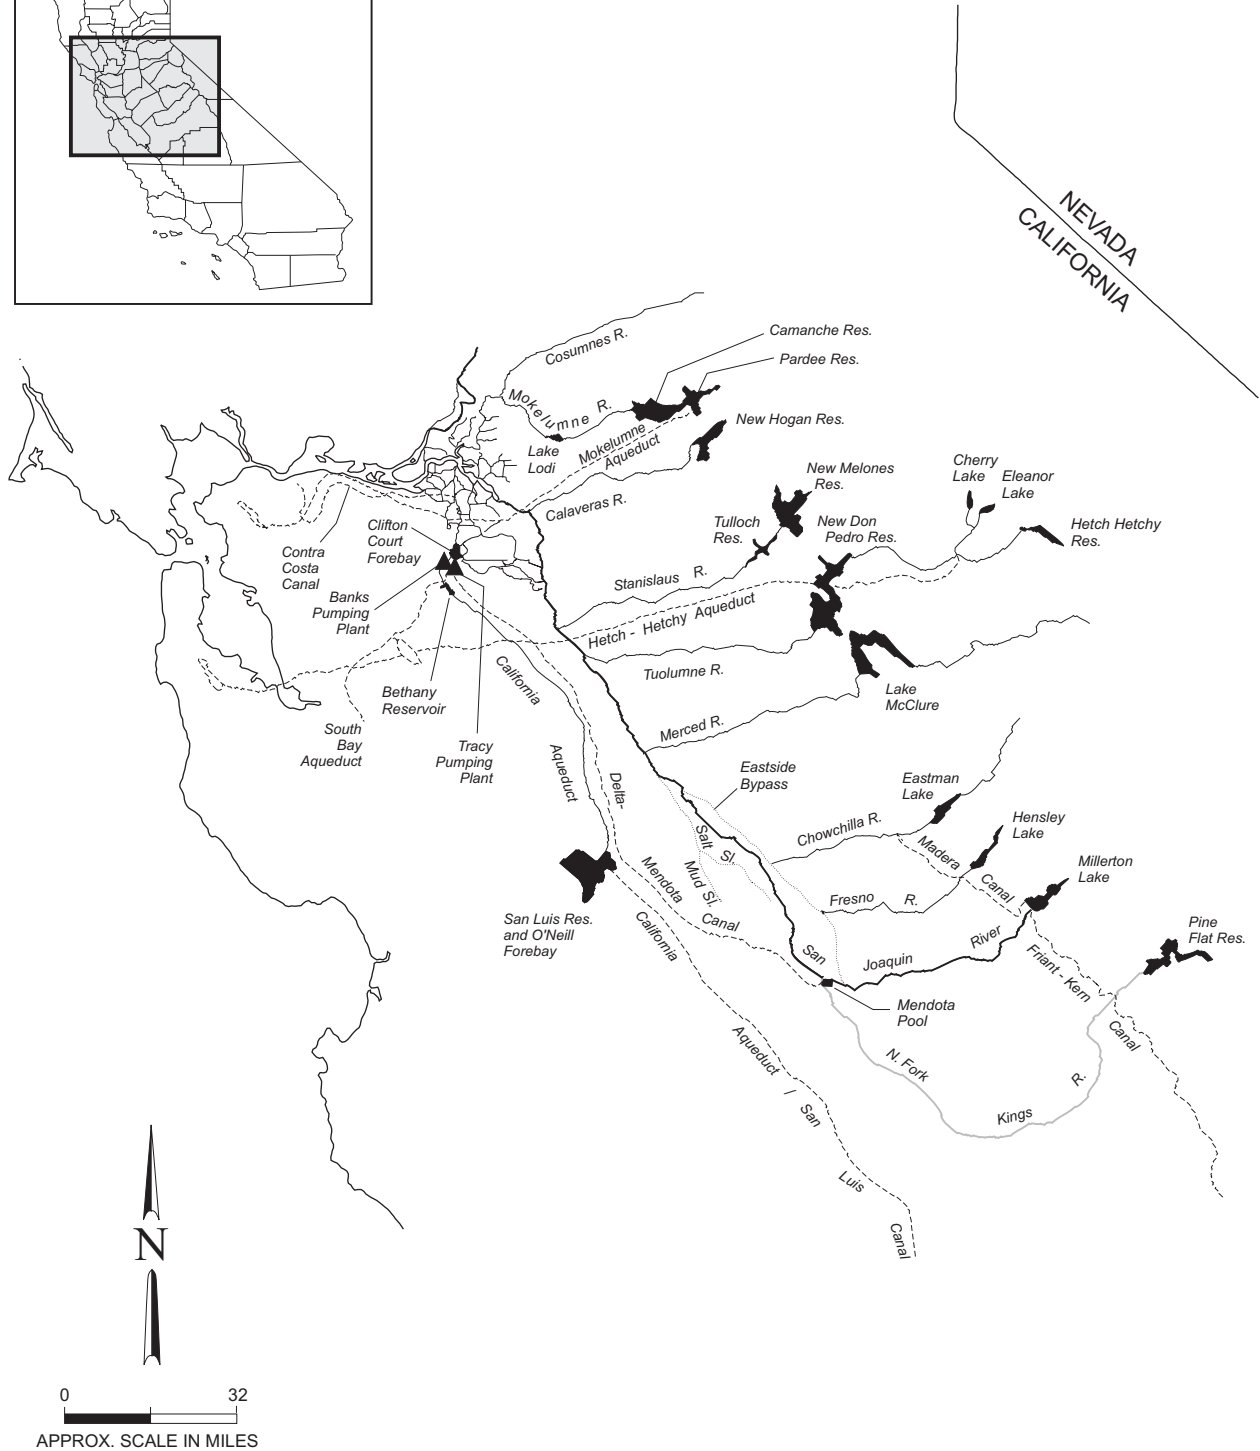 NEVADA
CALIFORNIA
Cosumnes R.
Camanche Res.
Pardee Res.
Mokelumne R.
New Hogan Res.
Lake
Lodi
Mokelumne
Aqueduct
Calaveras R.
New Melones
Res.
Cherry
Lake
Eleanor
Lake
Tulloch
Res.
New Don
Pedro Res.
Hetch Hetchy
Res.
Clifton
Court
Forebay
Contra
Costa
Canal
Banks
Pumping
Plant
Stanislaus R.
Hetch - Hetchy Aqueduct
Tuolumne R.
Bethany
Reservoir
California
Aqueduct
Lake
McClure
South
Bay
Aqueduct
Tracy
Pumping
Plant
Merced R.
Eastside
Bypass
Delta-
Mendota
Canal
Eastman
Lake
Hensley
Lake
Chowchilla R.
Salt
Sl.
Mud Sl.
Madera
Canal
Millerton
Lake
Fresno R.
San Luis Res.
and O'Neill
Forebay
California
Aqueduct / San
Luis
Canal
San
Joaquin
River
Pine
Flat Res.
Friant - Kern
Canal
Mendota
Pool
N. Fork
Kings
R.
N
0 32
APPROX. SCALE IN MILES